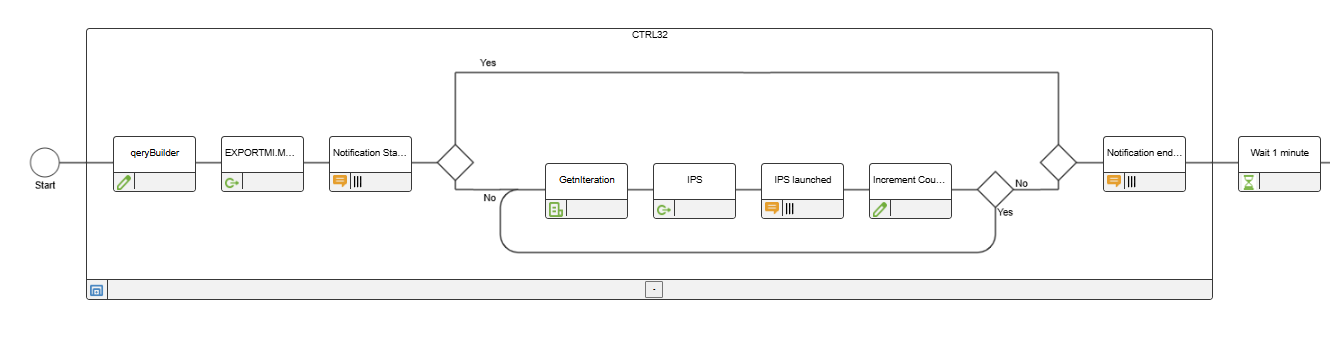 CTRL32
Yes
qeryBuilder
EXPORTMI.M...
Notification Sta...
Notification end...
Wait 1 minute
Start
No
GetnIteration
IPS
IPS launched
Increment Cou...
No
Yes
-